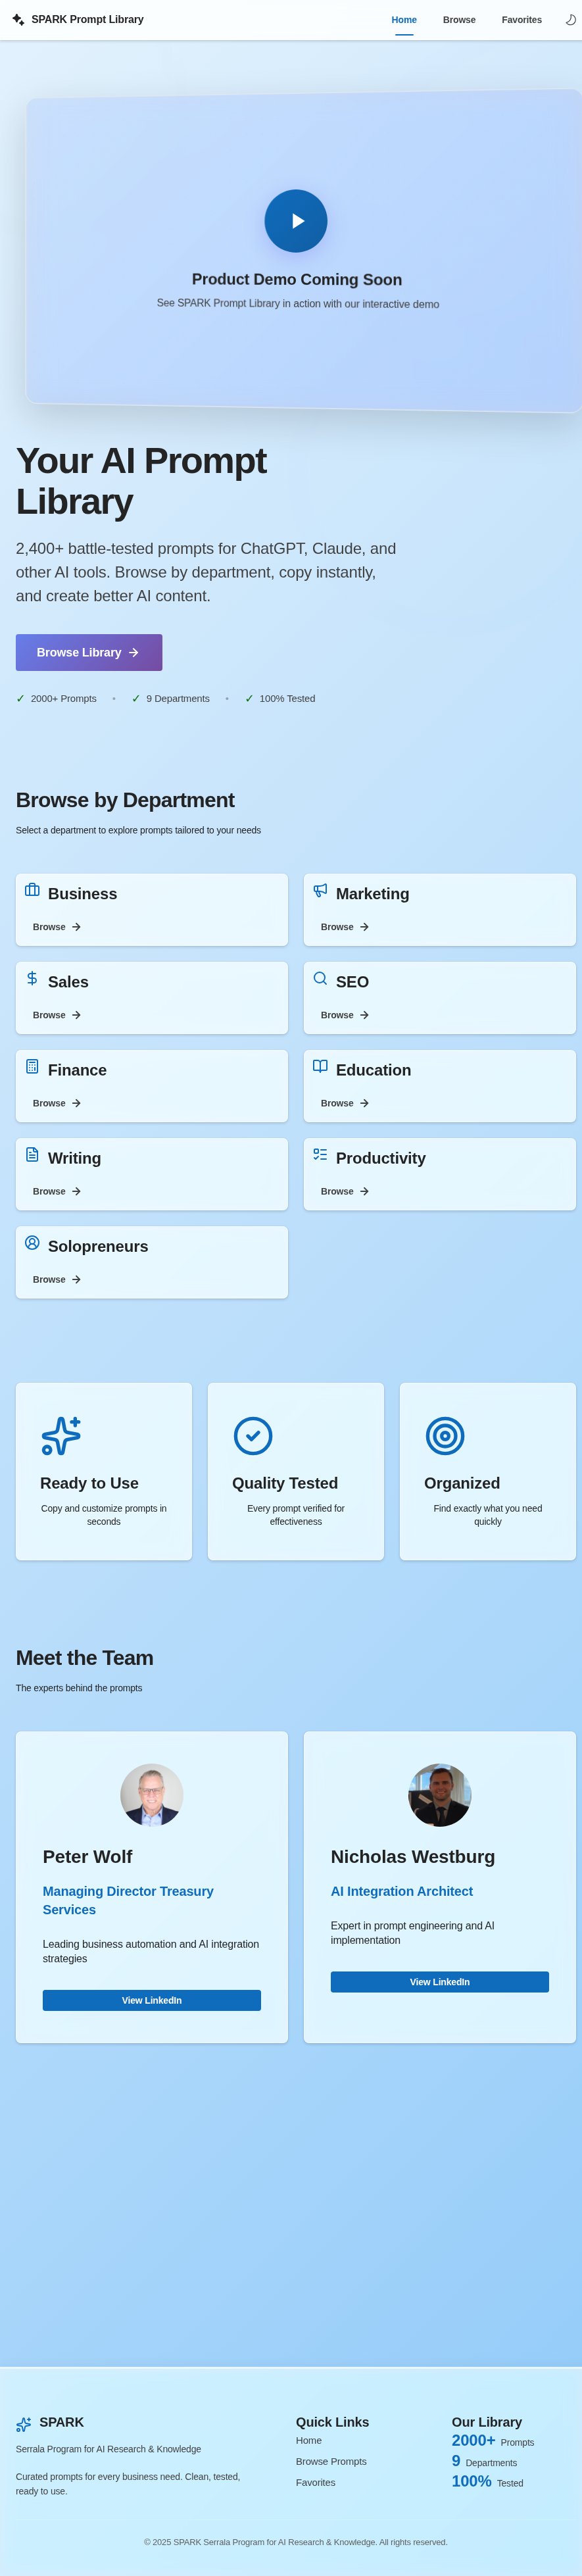 SPARK Prompt Library
Home
Browse
Favorites
Product Demo Coming Soon
See SPARK Prompt Library in action with our interactive demo
Your AI Prompt
Library
2,400+ battle-tested prompts for ChatGPT, Claude, and
other AI tools. Browse by department, copy instantly,
and create better AI content.
Browse Library
✓ 2000+ Prompts • ✓ 9 Departments • ✓ 100% Tested
Browse by Department
Select a department to explore prompts tailored to your needs
Business
Browse
Marketing
Browse
Sales
Browse
SEO
Browse
Finance
Browse
Education
Browse
Writing
Browse
Productivity
Browse
Solopreneurs
Browse
Ready to Use
Copy and customize prompts in
seconds
Quality Tested
Every prompt verified for
effectiveness
Organized
Find exactly what you need
quickly
Meet the Team
The experts behind the prompts
Peter Wolf
Managing Director Treasury
Services
Leading business automation and AI integration
strategies
View LinkedIn
Nicholas Westburg
AI Integration Architect
Expert in prompt engineering and AI
implementation
View LinkedIn
SPARK
Serrala Program for AI Research & Knowledge
Curated prompts for every business need. Clean, tested,
ready to use.
Quick Links
Home
Browse Prompts
Favorites
Our Library
2000+ Prompts
9 Departments
100% Tested
© 2025 SPARK Serrala Program for AI Research & Knowledge. All rights reserved.